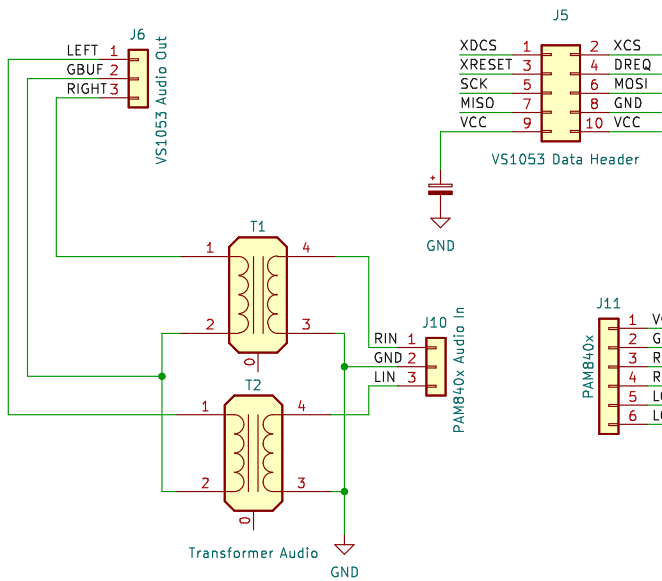 J6
LEFT 1
GBUF 2
RIGHT 3
VS1053 Audio Out
J5
XDCS 1 2 XCS
XRESET 3 4 DREQ
SCK 5 6 MOSI
MISO 7 8 GND
VCC 9 10 VCC
VS1053 Data Header
+
GND
T1
1 4
2 3
0
T2
1 4
2 3
0
Transformer Audio
J10
RIN 1
GND 2
LIN 3
PAM840x Audio In
GND
J11
PAM840x
1
2 G
3 R
4 R
5 L
6 L